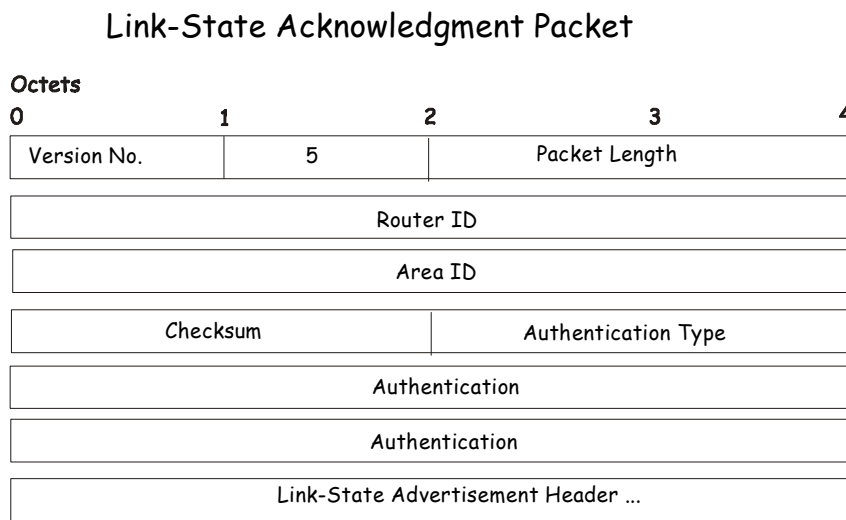 Link-State Acknowledgment Packet
Octets
0 1 2 3 4
Version No. 5 Packet Length
Router ID
Area ID
Checksum Authentication Type
Authentication
Authentication
Link-State Advertisement Header ...